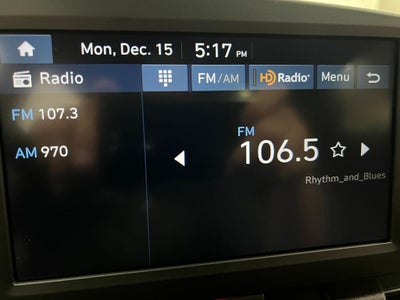 Mon, Dec. 15 5:17 PM
Radio FM/AM HD Radio Menu
FM 107.3
AM 970
FM
106.5
Rhythm_and_Blues